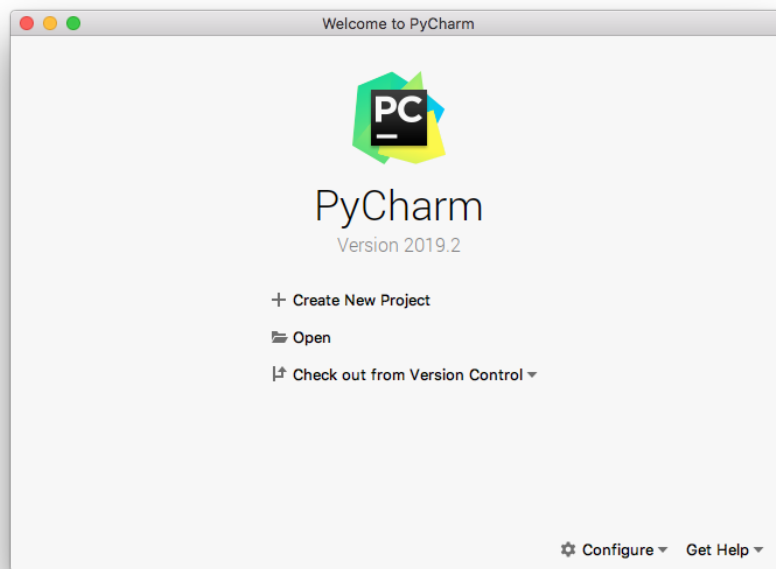 Welcome to PyCharm
PC
PyCharm
Version 2019.2
Create New Project
Open
Check out from Version Control
Configure Get Help